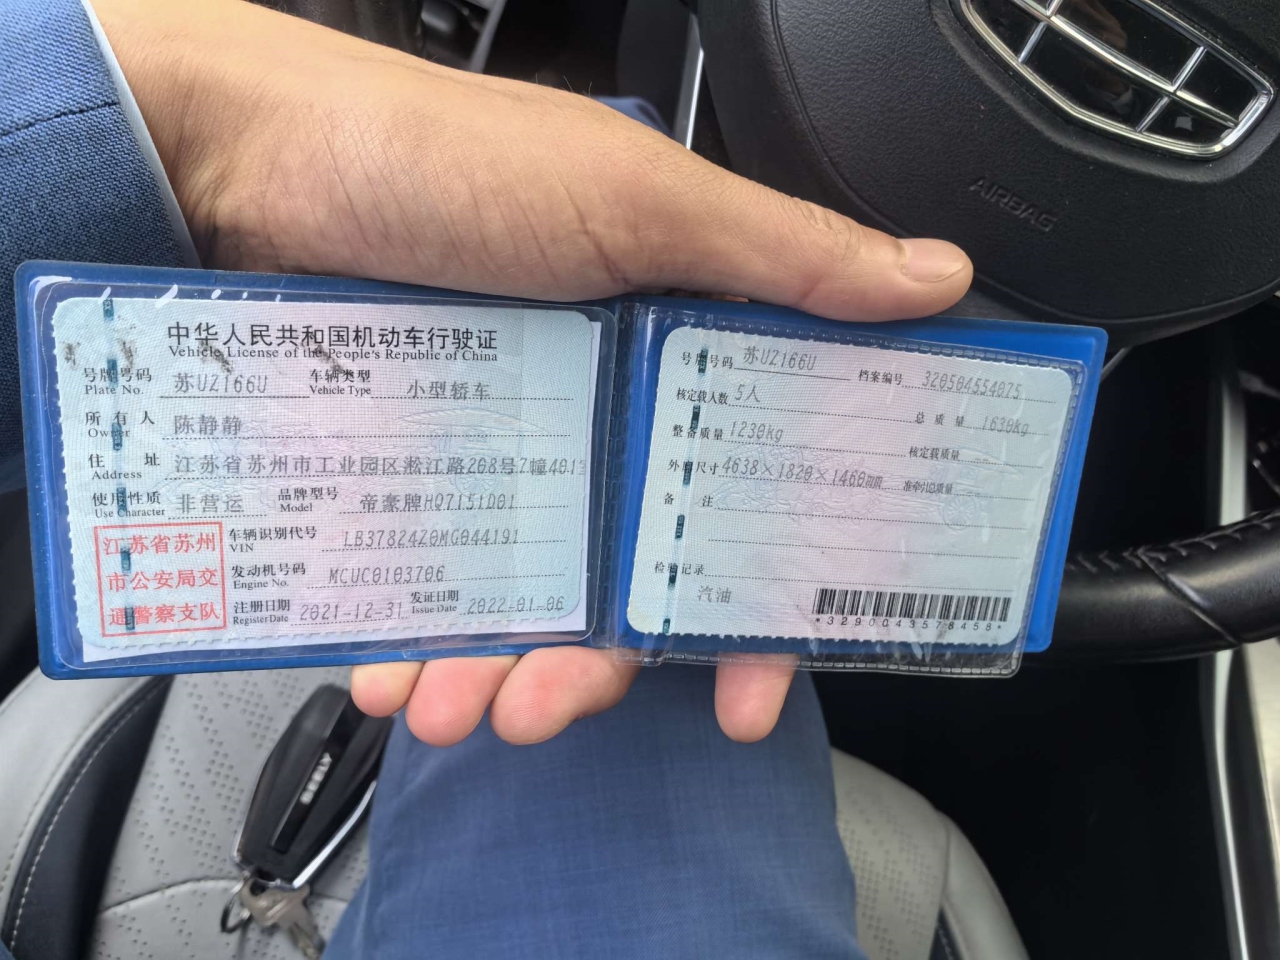 中华人民共和国机动车行驶证
Vehicle License of the People's Republic of China
号牌号码 苏UZ166U 车辆类型 小型轿车
Plate No. Vehicle Type
所有人 陈静静
Owner
住址 江苏省苏州市工业园区淞江路208号7幢401
Address
使用性质 非营运 品牌型号 帝豪牌HQ7151D01
Use Character Model
江苏省苏州
市公安局交
通警察支队
车辆识别代号 LB37824Z0MG044191
VIN
发动机号码 MCUC0103706
Engine No.
注册日期 2021-12-31 发证日期 2022-01-06
Register Date Issue Date
号牌号码 苏UZ166U 档案编号 320504554075
核定载人数 5人 总质量 1630kg
整备质量 1230kg 核定载质量
外廓尺寸 4638×1820×1460mm 准牵引总质量
备注
检验记录
汽油
*3290043578458*
AIRBAG
GEELY